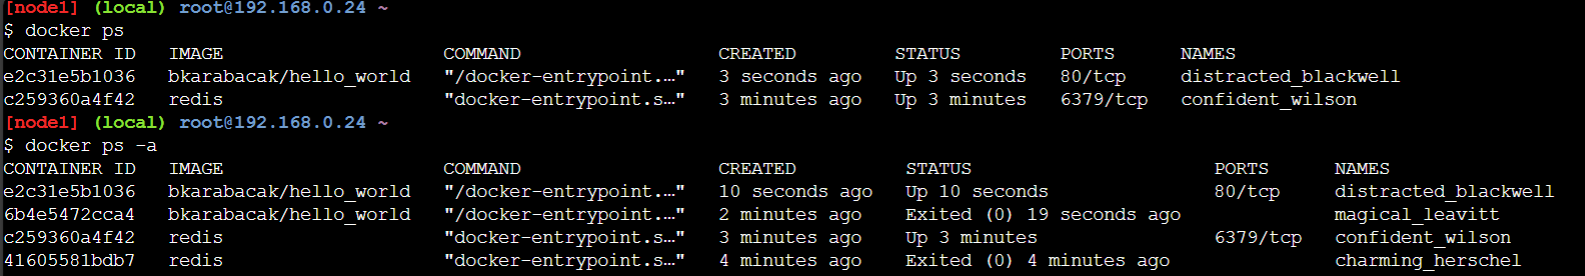 [node1] (local) root@192.168.0.24 ~
$ docker ps
CONTAINER ID   IMAGE                    COMMAND                  CREATED         STATUS         PORTS      NAMES
e2c31e5b1036   bkarabacak/hello_world   "/docker-entrypoint.…"   3 seconds ago   Up 3 seconds   80/tcp     distracted_blackwell
c259360a4f42   redis                    "docker-entrypoint.s…"   3 minutes ago   Up 3 minutes   6379/tcp   confident_wilson
[node1] (local) root@192.168.0.24 ~
$ docker ps -a
CONTAINER ID   IMAGE                    COMMAND                  CREATED          STATUS                      PORTS      NAMES
e2c31e5b1036   bkarabacak/hello_world   "/docker-entrypoint.…"   10 seconds ago   Up 10 seconds               80/tcp     distracted_blackwell
6b4e5472cca4   bkarabacak/hello_world   "/docker-entrypoint.…"   2 minutes ago    Exited (0) 19 seconds ago              magical_leavitt
c259360a4f42   redis                    "docker-entrypoint.s…"   3 minutes ago    Up 3 minutes                6379/tcp   confident_wilson
41605581bdb7   redis                    "docker-entrypoint.s…"   4 minutes ago    Exited (0) 4 minutes ago               charming_herschel